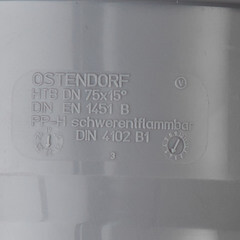 OSTENDORF
HTB DN 75x15°
DIN EN 1451 B
PP-H schwerentflammbar
DIN 4102 B1